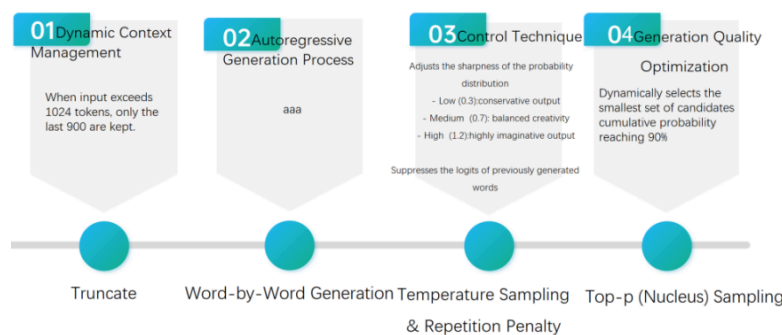 01 Dynamic Context
Management
When input exceeds
1024 tokens, only the
last 900 are kept.
Truncate
02 Autoregressive
Generation Process
aaa
Word-by-Word Generation
03 Control Technique
Adjusts the sharpness of the probability
distribution
- Low (0.3):conservative output
- Medium (0.7): balanced creativity
- High (1.2):highly imaginative output
Suppresses the logits of previously generated
words
Temperature Sampling
& Repetition Penalty
04 Generation Quality
Optimization
Dynamically selects the
smallest set of candidates
cumulative probability
reaching 90%
Top-p (Nucleus) Sampling